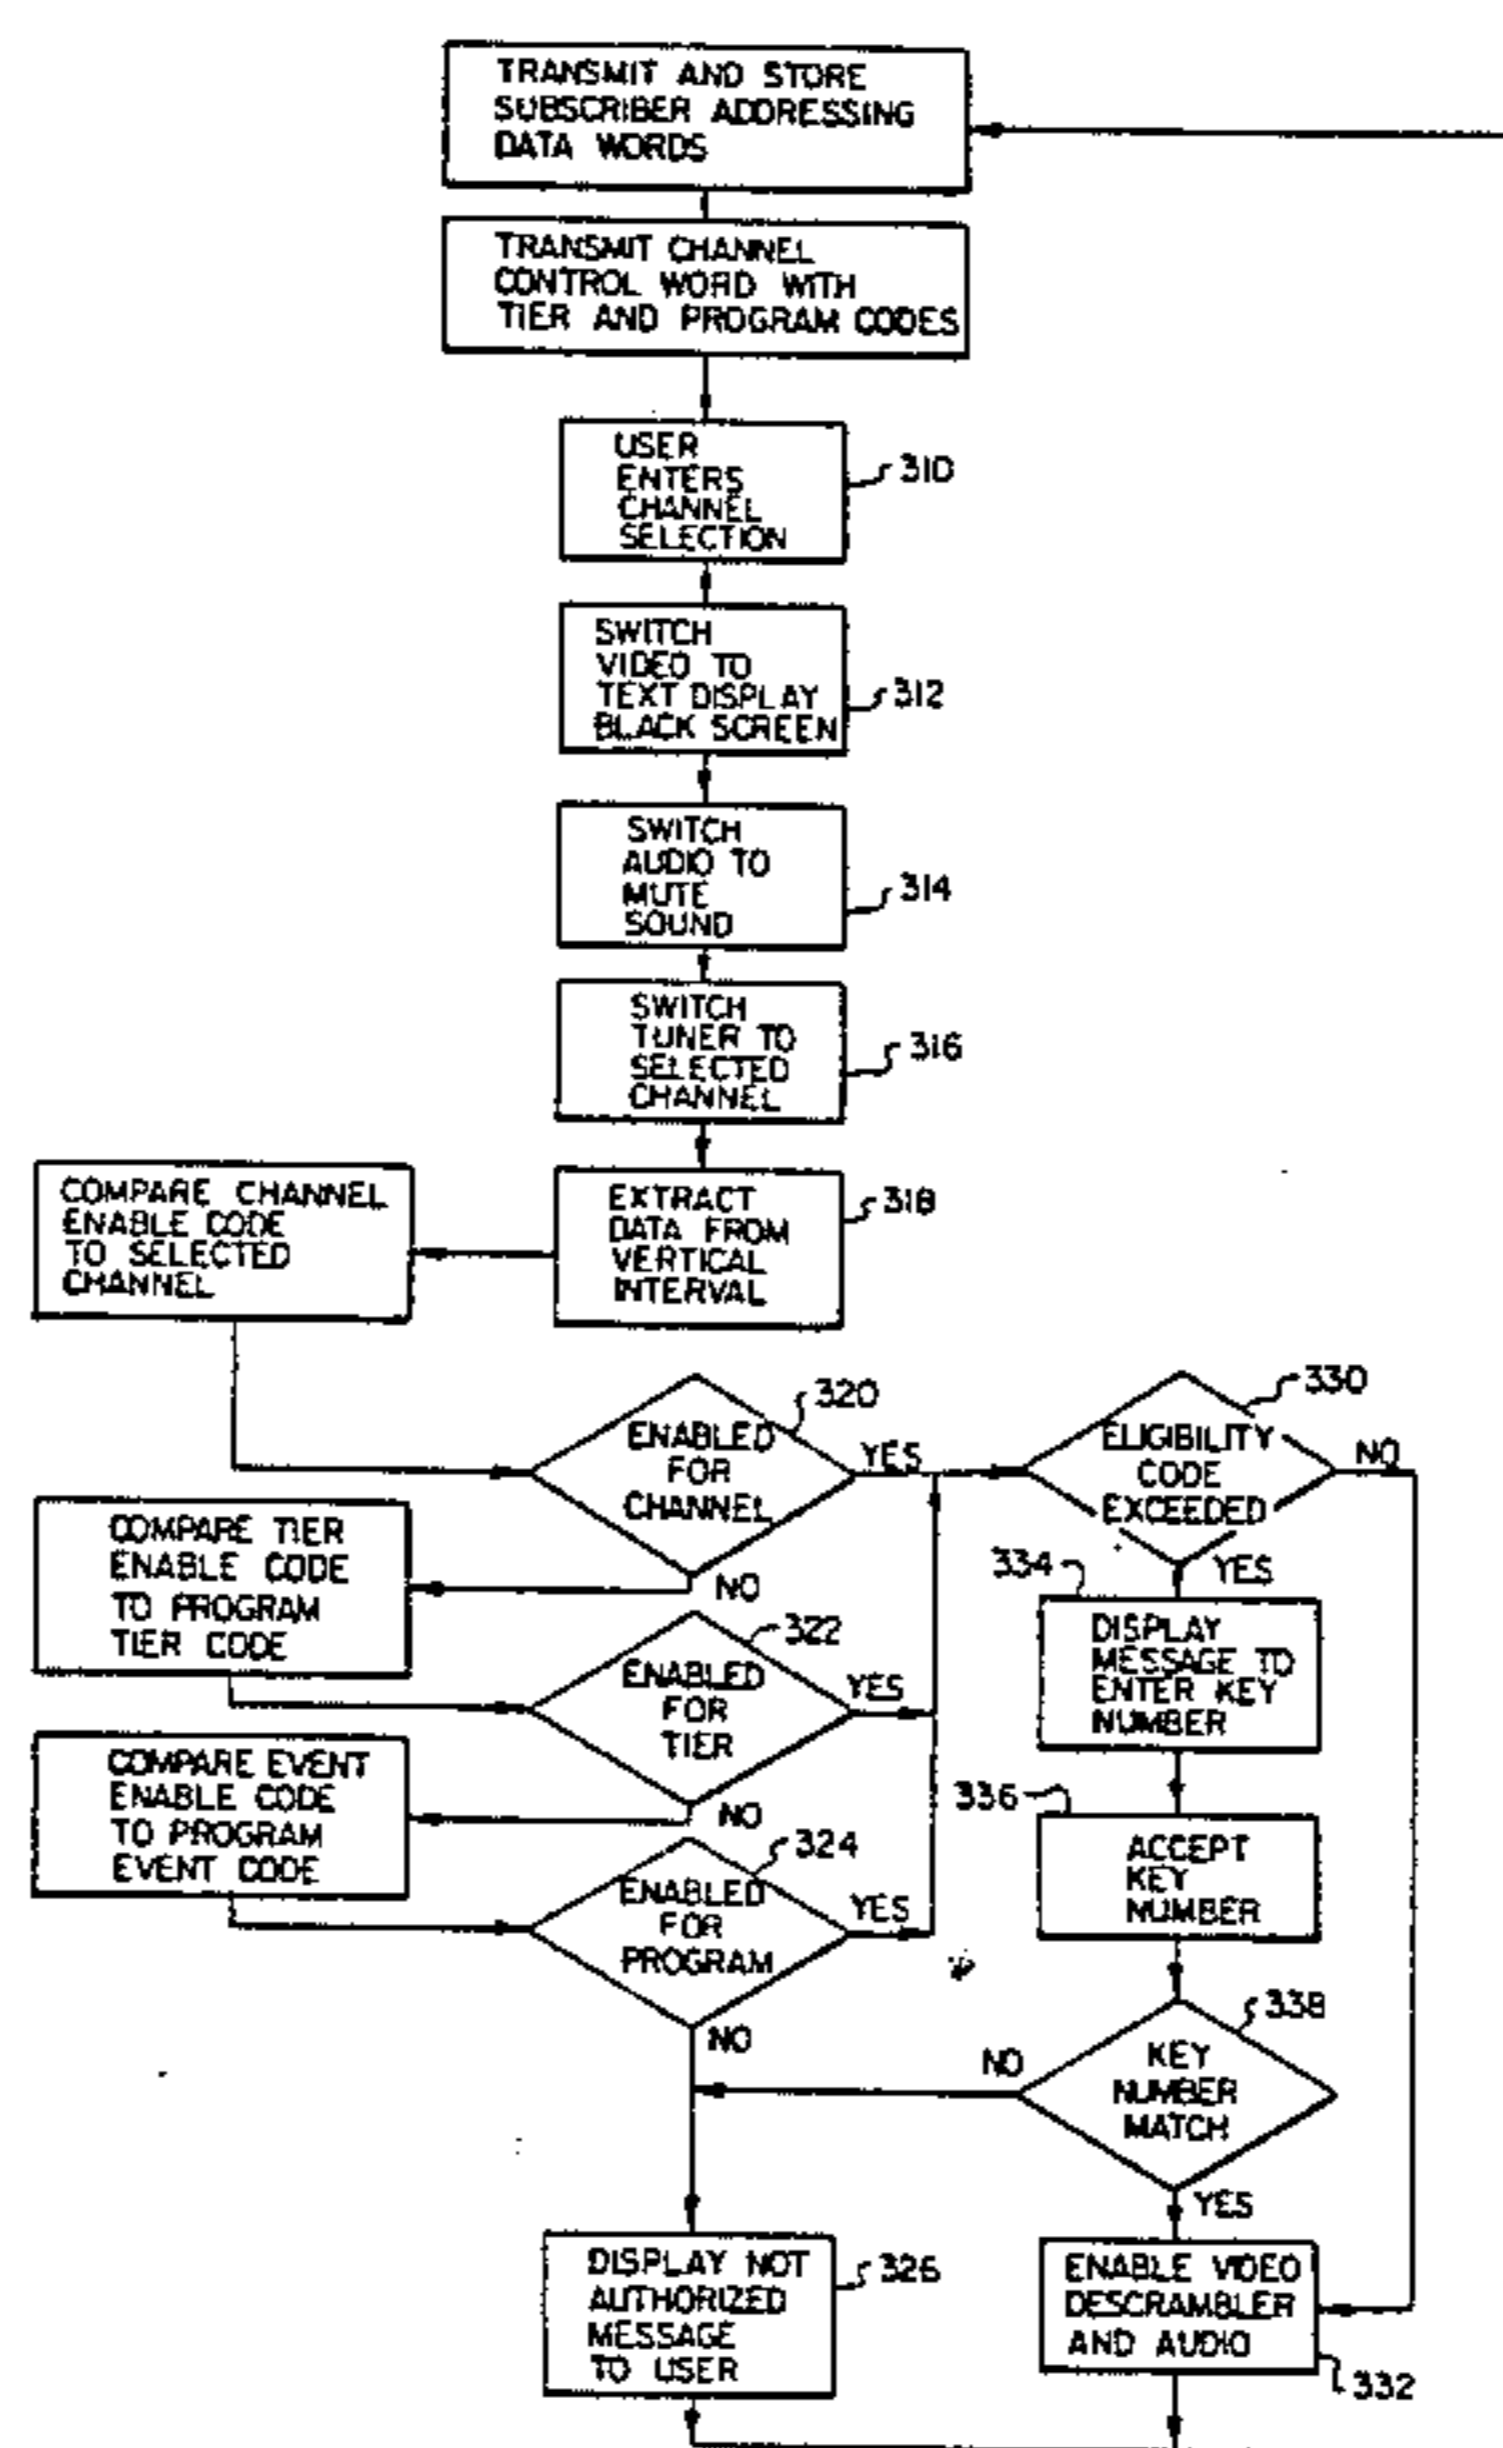 TRANSMIT AND STORE
SUBSCRIBER ADDRESSING
DATA WORDS
TRANSMIT CHANNEL
CONTROL WORD WITH
TIER AND PROGRAM CODES
USER
ENTERS
CHANNEL
SELECTION
310
SWITCH
VIDEO TO
TEXT DISPLAY
BLACK SCREEN
312
SWITCH
AUDIO TO
MUTE
SOUND
314
SWITCH
TUNER TO
SELECTED
CHANNEL
316
EXTRACT
DATA FROM
VERTICAL
INTERVAL
318
COMPARE CHANNEL
ENABLE CODE
TO SELECTED
CHANNEL
ENABLED
FOR
CHANNEL
320
YES
NO
ELIGIBILITY
CODE
EXCEEDED
330
NO
YES
COMPARE TIER
ENABLE CODE
TO PROGRAM
TIER CODE
ENABLED
FOR
TIER
322
YES
NO
334
DISPLAY
MESSAGE TO
ENTER KEY
NUMBER
COMPARE EVENT
ENABLE CODE
TO PROGRAM
EVENT CODE
ENABLED
FOR
PROGRAM
324
YES
NO
336
ACCEPT
KEY
NUMBER
KEY
NUMBER
MATCH
338
NO
YES
DISPLAY NOT
AUTHORIZED
MESSAGE
TO USER
326
ENABLE VIDEO
DESCRAMBLER
AND AUDIO
332